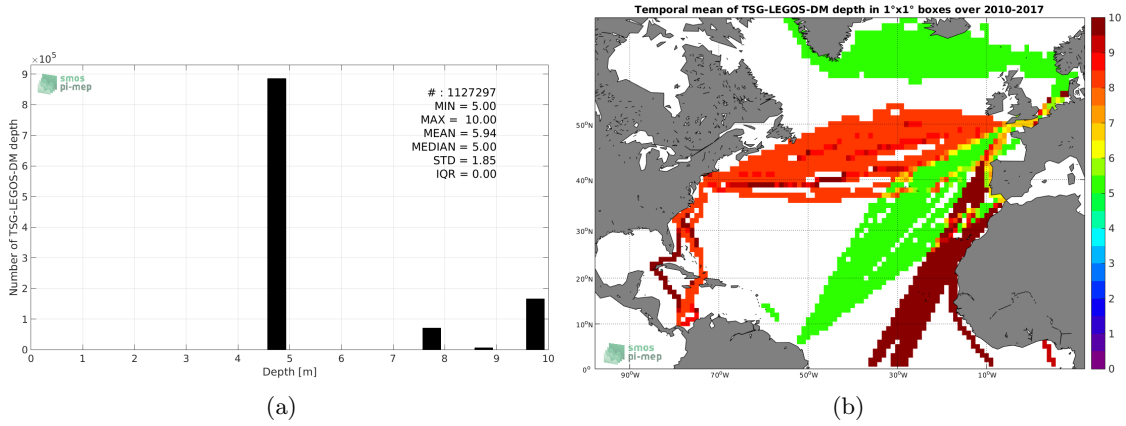 Temporal mean of TSG-LEGOS-DM depth in 1°x1° boxes over 2010-2017
×10⁵
9
8
7
6
5
4
3
2
1
0
Number of TSG-LEGOS-DM depth
smos
pi-mep
# : 1127297
MIN = 5.00
MAX = 10.00
MEAN = 5.94
MEDIAN = 5.00
STD = 1.85
IQR = 0.00
0 1 2 3 4 5 6 7 8 9 10
Depth [m]
50°N
40°N
30°N
20°N
10°N
0°
smos
pi-mep
90°W 70°W 50°W 30°W 10°W
10
9
8
7
6
5
4
3
2
1
0
(a)
(b)